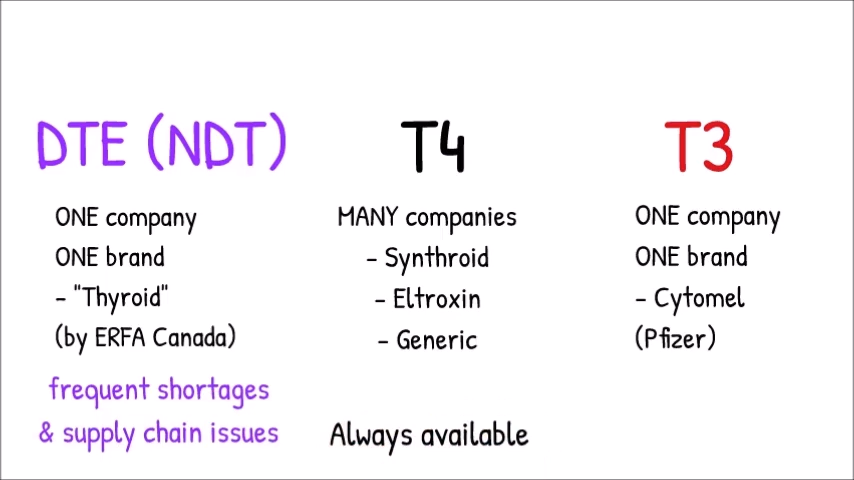 DTE (NDT)
ONE company
ONE brand
- "Thyroid"
(by ERFA Canada)
frequent shortages
& supply chain issues
T4
MANY companies
- Synthroid
- Eltroxin
- Generic
Always available
T3
ONE company
ONE brand
- Cytomel
(Pfizer)